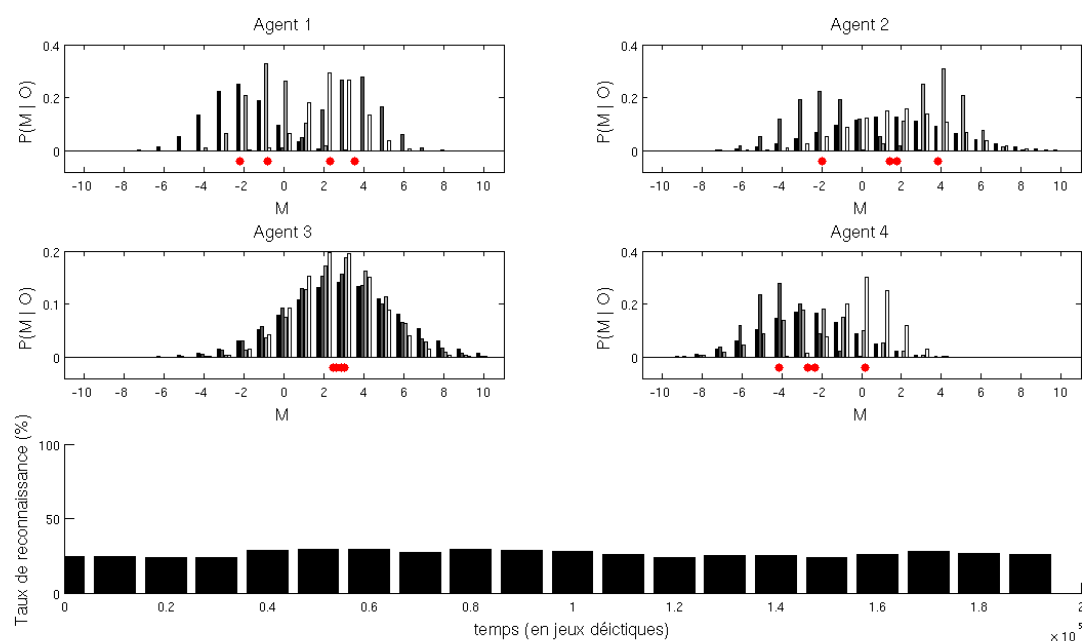 Agent 1
0.4
0.2
0
P(M | O)
-10 -8 -6 -4 -2 0 2 4 6 8 10
M
Agent 2
0.4
0.2
0
P(M | O)
-10 -8 -6 -4 -2 0 2 4 6 8 10
M
Agent 3
0.2
0.1
0
P(M | O)
-10 -8 -6 -4 -2 0 2 4 6 8 10
M
Agent 4
0.4
0.2
0
P(M | O)
-10 -8 -6 -4 -2 0 2 4 6 8 10
M
Taux de reconnaissance (%)
100
50
0
0 0.2 0.4 0.6 0.8 1 1.2 1.4 1.6 1.8 2
temps (en jeux déictiques)
× 10⁵